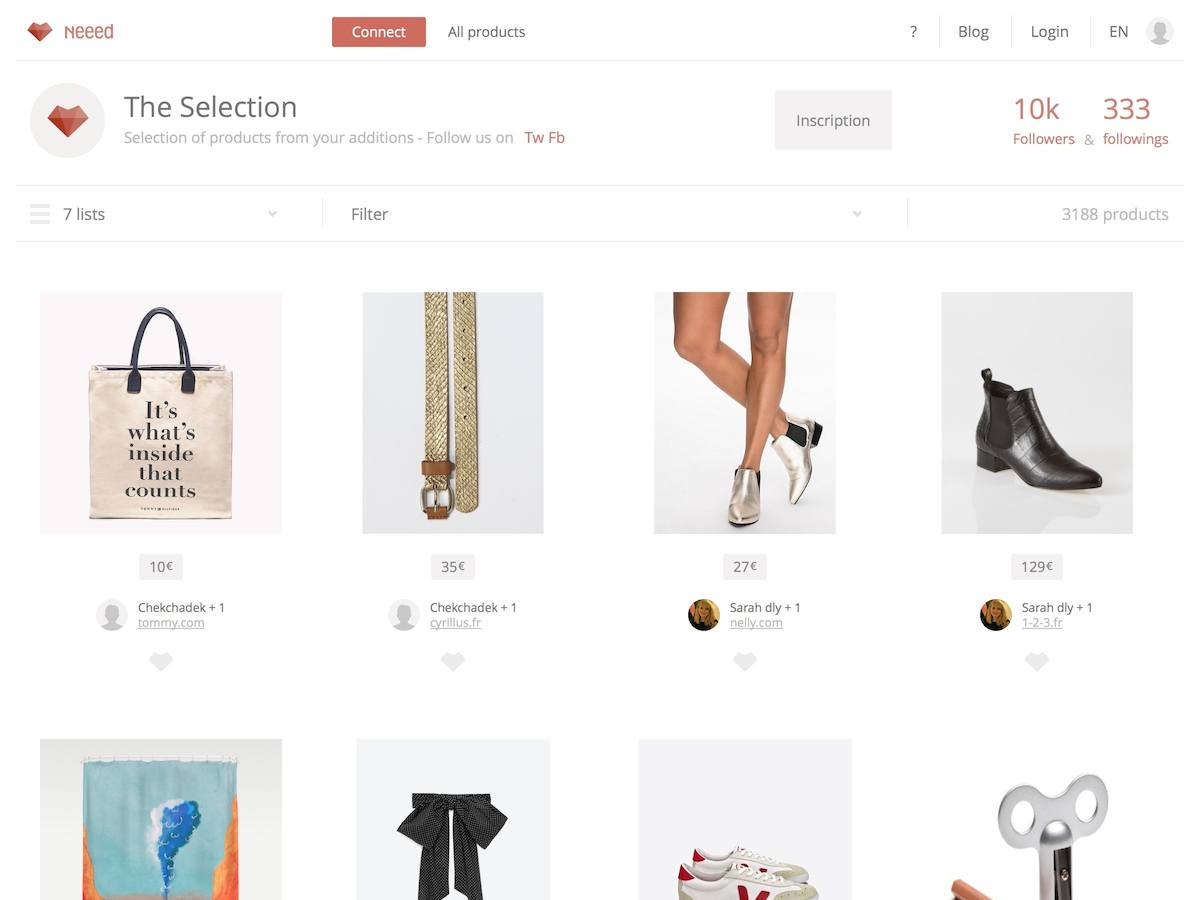 Neeed
Connect
All products
?
Blog
Login
EN
The Selection
Selection of products from your additions - Follow us on Tw Fb
Inscription
10k
Followers
&
333
followings
7 lists
Filter
3188 products
It's
what's
inside
that
counts
TOMMY HILFIGER
10€
35€
27€
129€
Chekchadek + 1
tommy.com
Chekchadek + 1
cyrillus.fr
Sarah dly + 1
nelly.com
Sarah dly + 1
1-2-3.fr